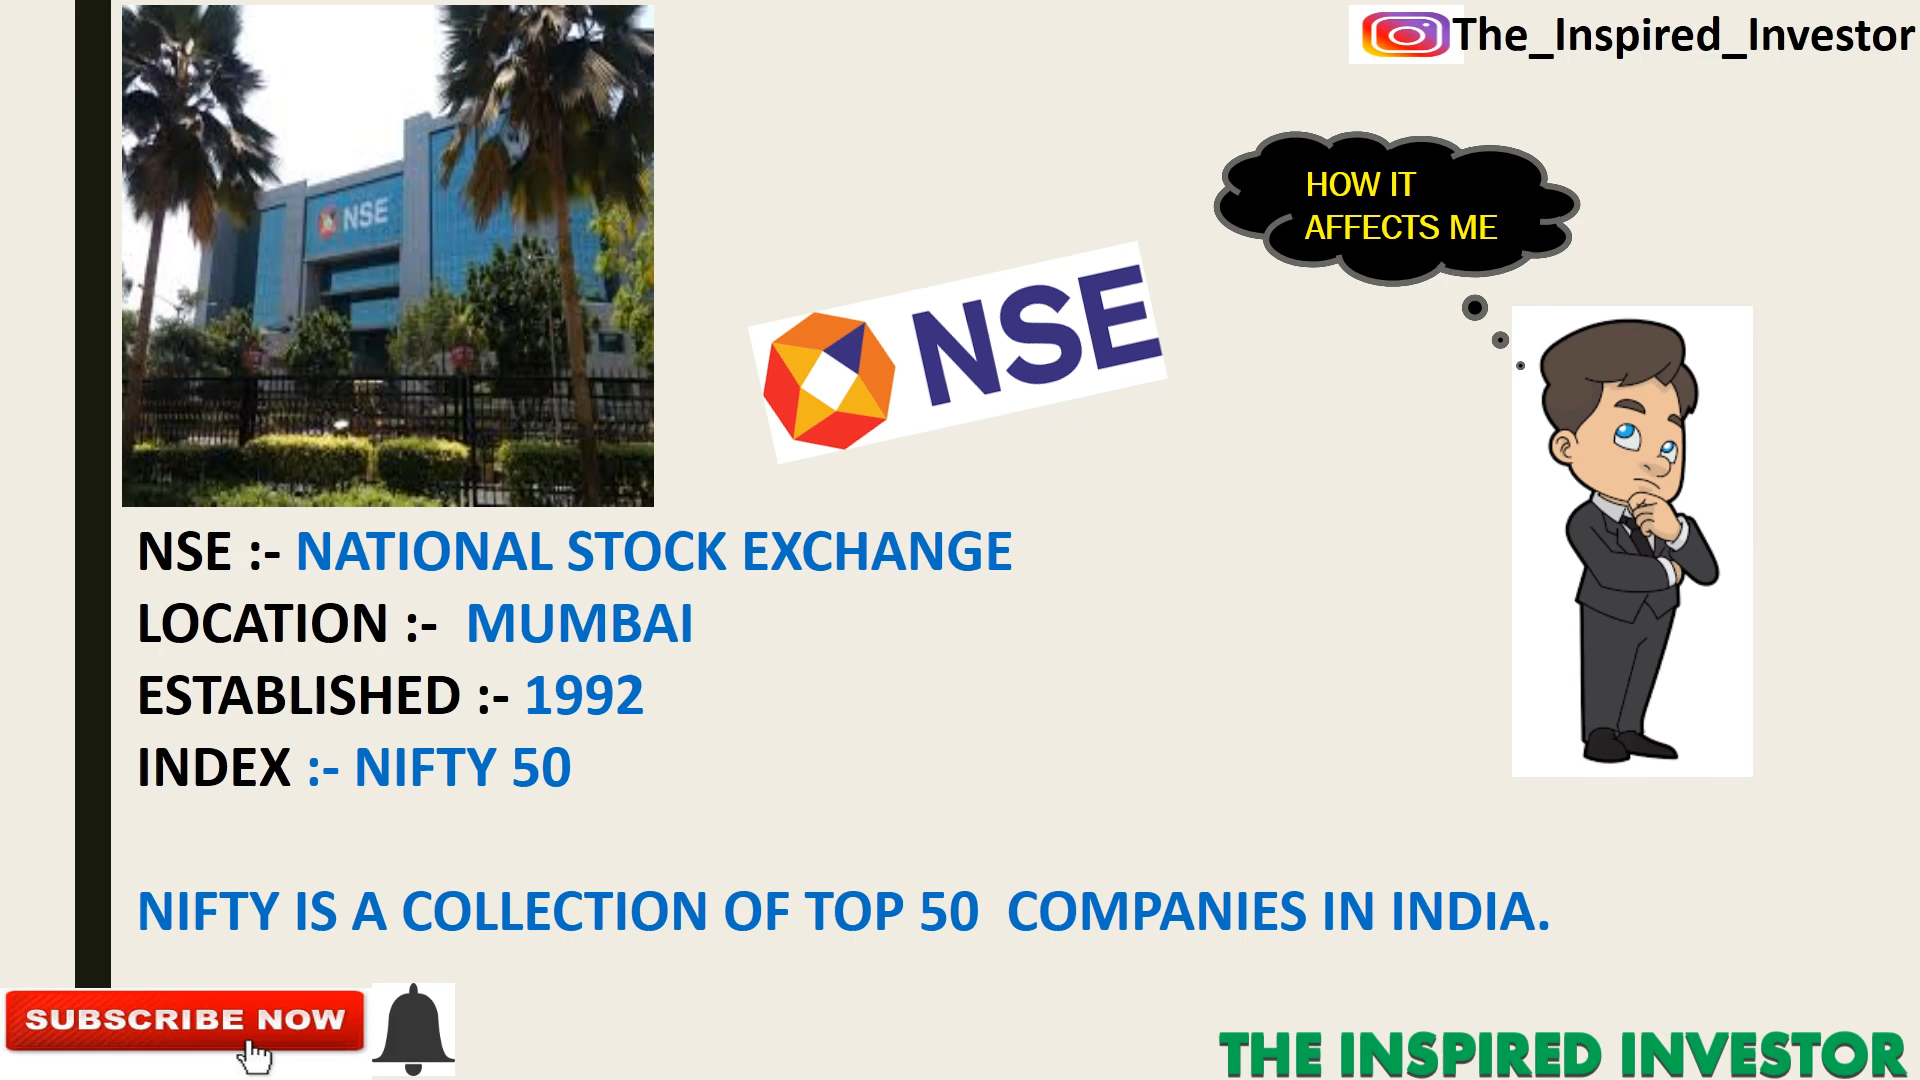 The_Inspired_Investor
NSE
HOW IT
AFFECTS ME
NSE
NSE :- NATIONAL STOCK EXCHANGE
LOCATION :-  MUMBAI
ESTABLISHED :- 1992
INDEX :- NIFTY 50
NIFTY IS A COLLECTION OF TOP 50  COMPANIES IN INDIA.
SUBSCRIBE NOW
THE INSPIRED INVESTOR